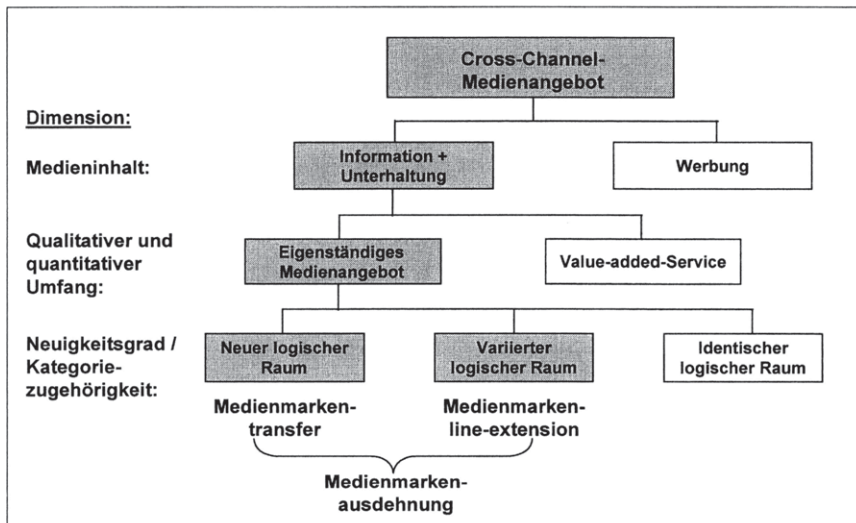 Cross-Channel-
Medienangebot
Dimension:
Medieninhalt:
Information +
Unterhaltung
Werbung
Qualitativer und
quantitativer
Umfang:
Eigenständiges
Medienangebot
Value-added-Service
Neuigkeitsgrad /
Kategorie-
zugehörigkeit:
Neuer logischer
Raum
Variierter
logischer Raum
Identischer
logischer Raum
Medienmarken-
transfer
Medienmarken-
line-extension
Medienmarken-
ausdehnung